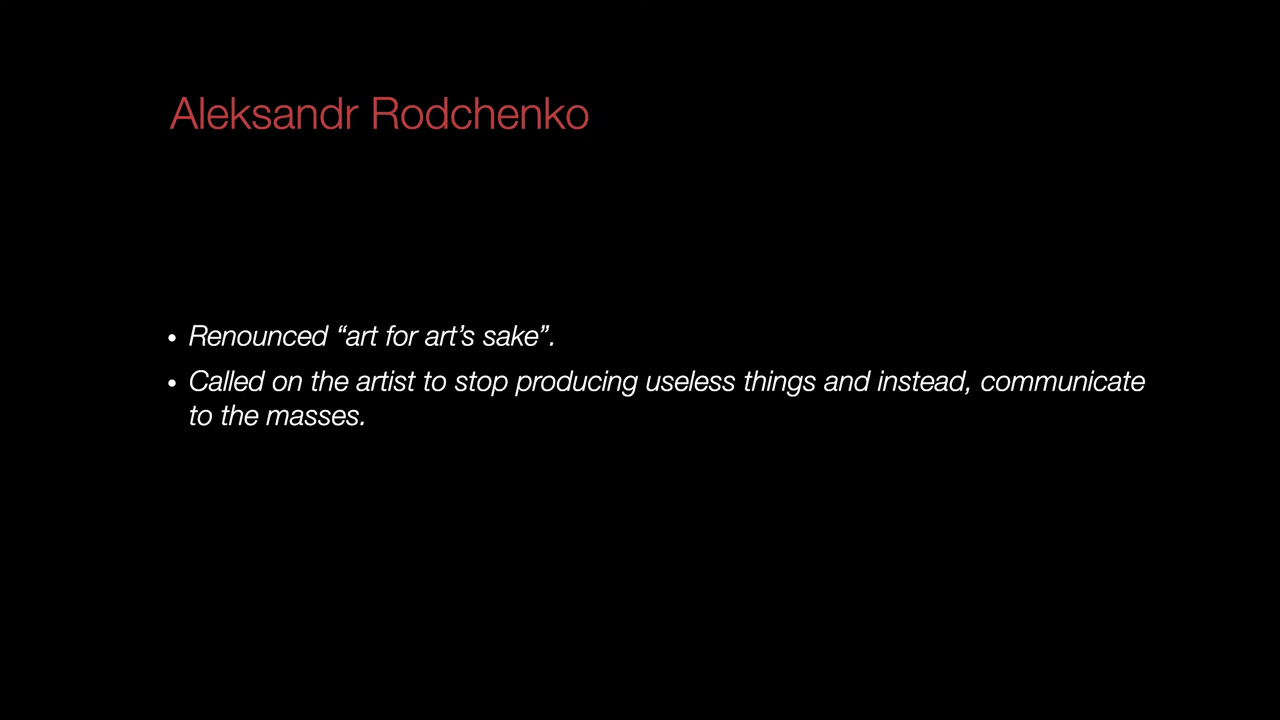 Aleksandr Rodchenko
• Renounced “art for art’s sake”.
• Called on the artist to stop producing useless things and instead, communicate
to the masses.